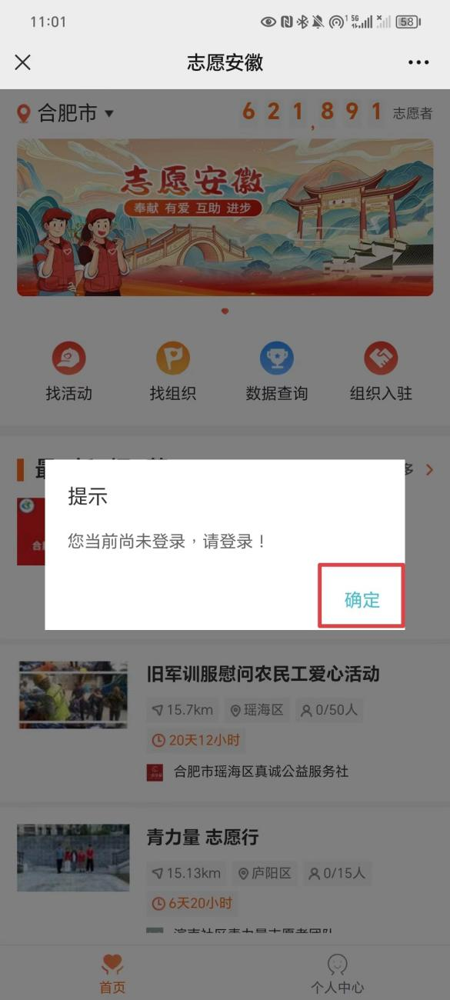 11:01
5G
58
志愿安徽
合肥市
621,891 志愿者
志愿安徽
奉献 有爱 互助 进步
找活动
找组织
数据查询
组织入驻
提示
您当前尚未登录，请登录！
确定
旧军训服慰问农民工爱心活动
15.7km
瑶海区
0/50人
20天12小时
合肥市瑶海区真诚公益服务社
青力量 志愿行
15.13km
庐阳区
0/15人
6天20小时
首页
个人中心